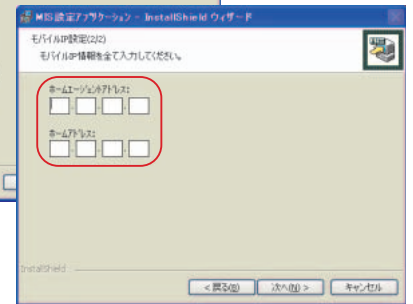 MIS 設定アプリケーション - InstallShield ウィザード
モバイルIP設定(2/2)
モバイルIP情報を全て入力してください。
ホームエージェントアドレス:
ホームアドレス:
InstallShield
< 戻る(B)
次へ(N) >
キャンセル